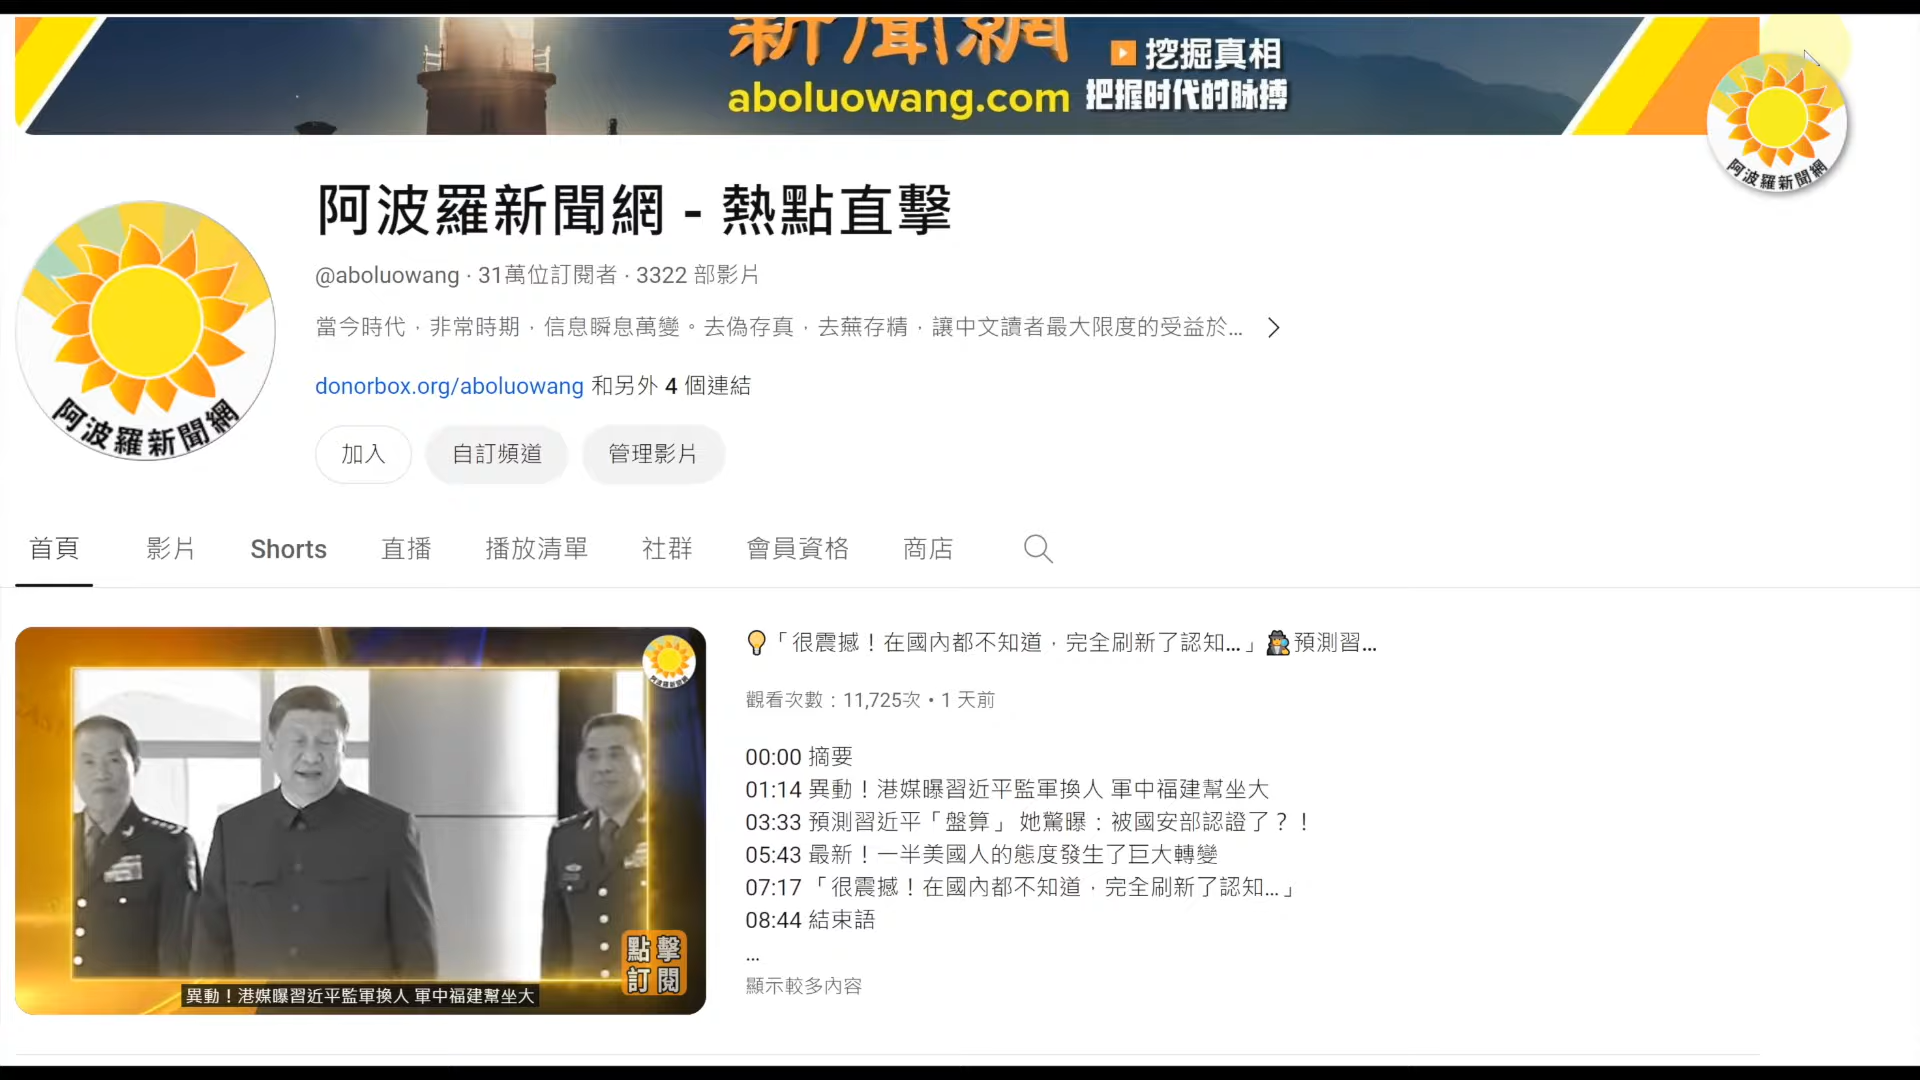 新聞網
挖掘真相
aboluowang.com
把握时代的脉搏
阿波羅新聞網
阿波羅新聞網 - 熱點直擊
@aboluowang · 31萬位訂閱者 · 3322 部影片
當今時代，非常時期，信息瞬息萬變。去偽存真，去蕪存精，讓中文讀者最大限度的受益於...
donorbox.org/aboluowang 和另外 4 個連結
阿波羅新聞網
加入 自訂頻道 管理影片
首頁 影片 Shorts 直播 播放清單 社群 會員資格 商店
💡「很震撼！在國內都不知道，完全刷新了認知...」🕵預測習...
觀看次數：11,725次 • 1 天前
00:00 摘要
01:14 異動！港媒曝習近平監軍換人 軍中福建幫坐大
03:33 預測習近平「盤算」 她驚曝：被國安部認證了？！
05:43 最新！一半美國人的態度發生了巨大轉變
07:17 「很震撼！在國內都不知道，完全刷新了認知...」
08:44 結束語
...
顯示較多內容
點擊
訂閱
異動！港媒曝習近平監軍換人 軍中福建幫坐大